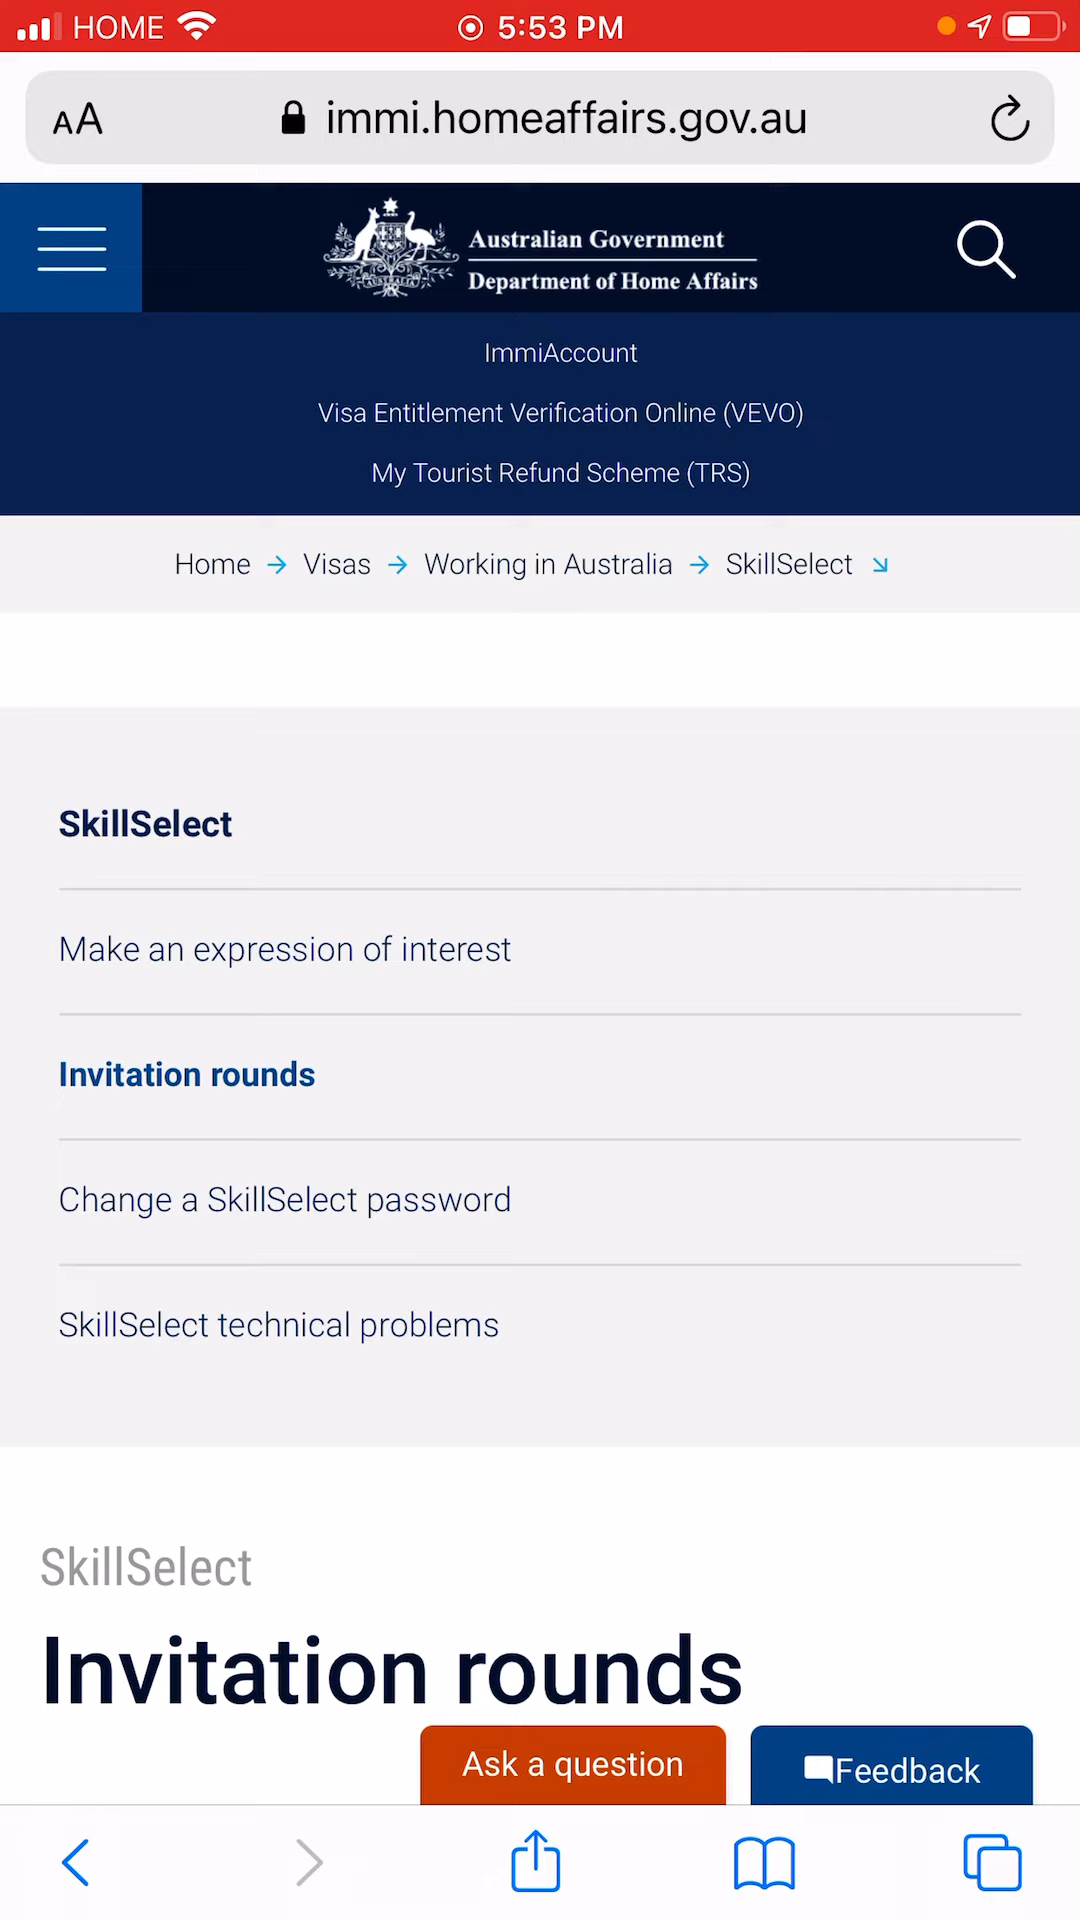 HOME 5:53 PM
AA immi.homeaffairs.gov.au
Australian Government
Department of Home Affairs
ImmiAccount
Visa Entitlement Verification Online (VEVO)
My Tourist Refund Scheme (TRS)
Home → Visas → Working in Australia → SkillSelect ↘
SkillSelect
Make an expression of interest
Invitation rounds
Change a SkillSelect password
SkillSelect technical problems
SkillSelect
Invitation rounds
Ask a question Feedback